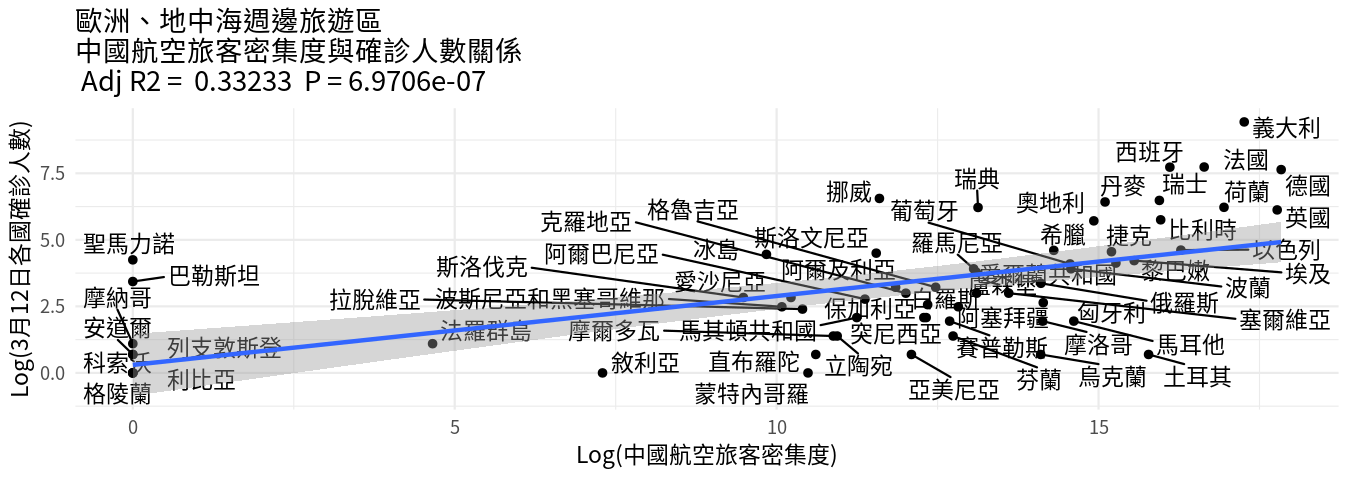 歐洲、地中海週邊旅遊區
中國航空旅客密集度與確診人數關係
Adj R2 = 0.33233 P = 6.9706e-07
Log(3月12日各國確診人數)
7.5
5.0
2.5
0.0
義大利
西班牙
法國
德國
瑞士
丹麥
荷蘭
英國
瑞典
挪威
奧地利
葡萄牙
格魯吉亞
克羅地亞
比利時
捷克
希臘
斯洛文尼亞
羅馬尼亞
冰島
聖馬力諾
阿爾巴尼亞
以色列
埃及
黎巴嫩
波蘭
阿爾及利亞
愛爾蘭共和國
斯洛伐克
巴勒斯坦
愛沙尼亞
盧森堡
摩納哥
拉脫維亞
波斯尼亞和黑塞哥維那
白羅斯
俄羅斯
保加利亞
匈牙利
塞爾維亞
阿塞拜疆
安道爾
法羅群島
摩爾多瓦
馬其頓共和國
突尼西亞
賽普勒斯
摩洛哥
馬耳他
列支敦斯登
科索沃
敘利亞
直布羅陀
立陶宛
利比亞
格陵蘭
蒙特內哥羅
亞美尼亞
芬蘭
烏克蘭
土耳其
0
5
10
15
Log(中國航空旅客密集度)